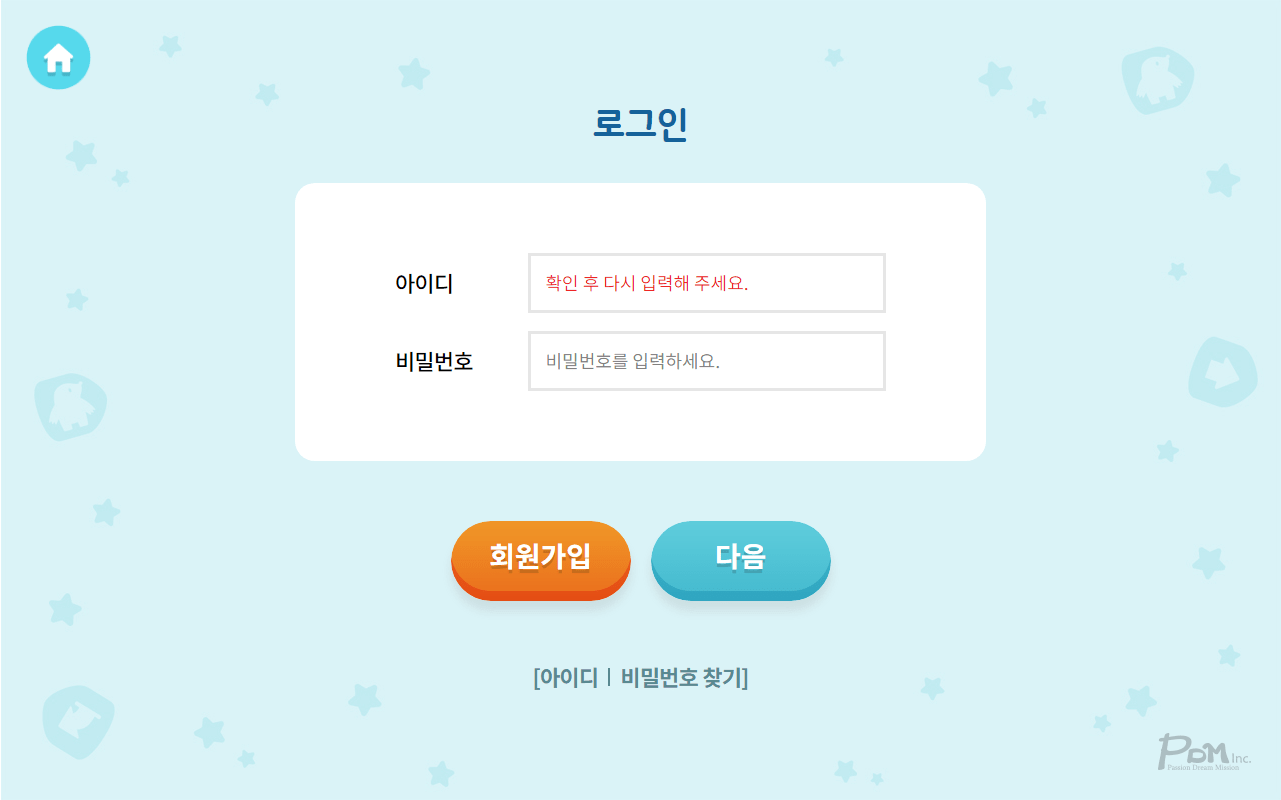 로그인
아이디
확인 후 다시 입력해 주세요.
비밀번호
비밀번호를 입력하세요.
회원가입
다음
[아이디ㅣ 비밀번호 찾기]
PDM Inc.
Passion Dream Mission